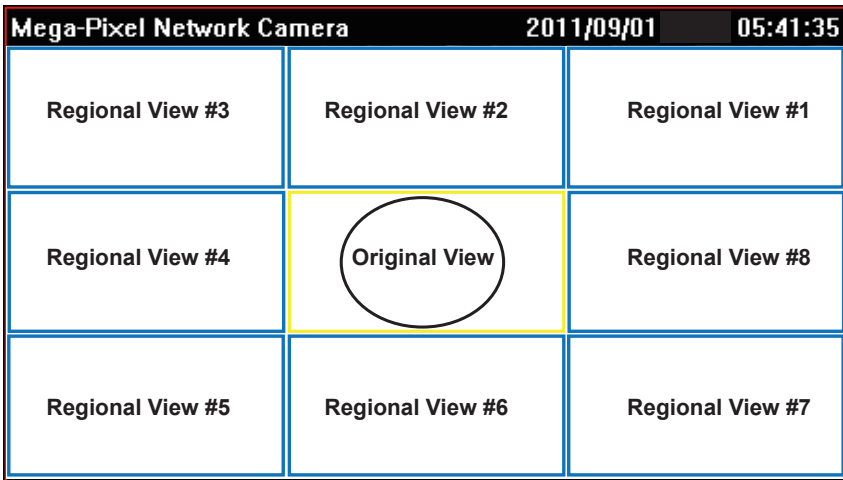 Mega-Pixel Network Camera 2011/09/01 05:41:35
Regional View #3 Regional View #2 Regional View #1
Regional View #4 Original View Regional View #8
Regional View #5 Regional View #6 Regional View #7